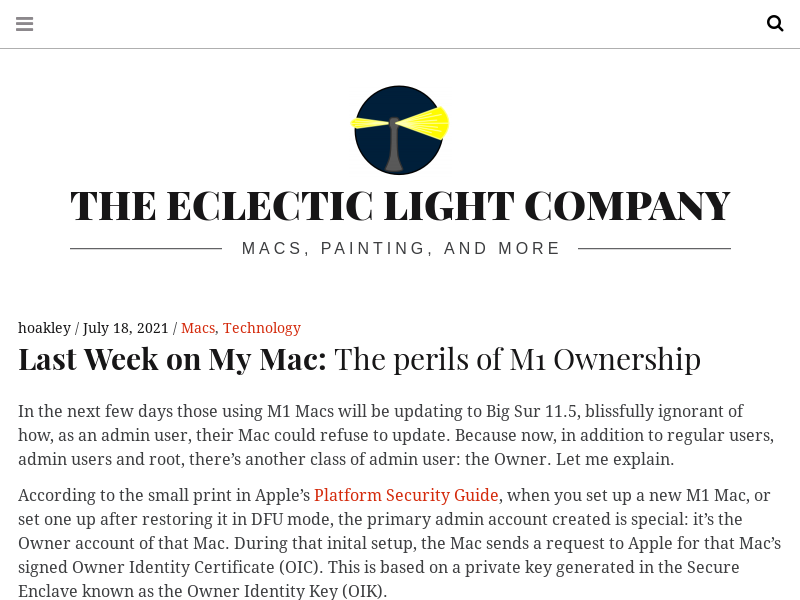 THE ECLECTIC LIGHT COMPANY
MACS, PAINTING, AND MORE
hoakley / July 18, 2021 / Macs, Technology
Last Week on My Mac: The perils of M1 Ownership
In the next few days those using M1 Macs will be updating to Big Sur 11.5, blissfully ignorant of
how, as an admin user, their Mac could refuse to update. Because now, in addition to regular users,
admin users and root, there’s another class of admin user: the Owner. Let me explain.
According to the small print in Apple’s Platform Security Guide, when you set up a new M1 Mac, or
set one up after restoring it in DFU mode, the primary admin account created is special: it’s the
Owner account of that Mac. During that inital setup, the Mac sends a request to Apple for that Mac’s
signed Owner Identity Certificate (OIC). This is based on a private key generated in the Secure
Enclave known as the Owner Identity Key (OIK).